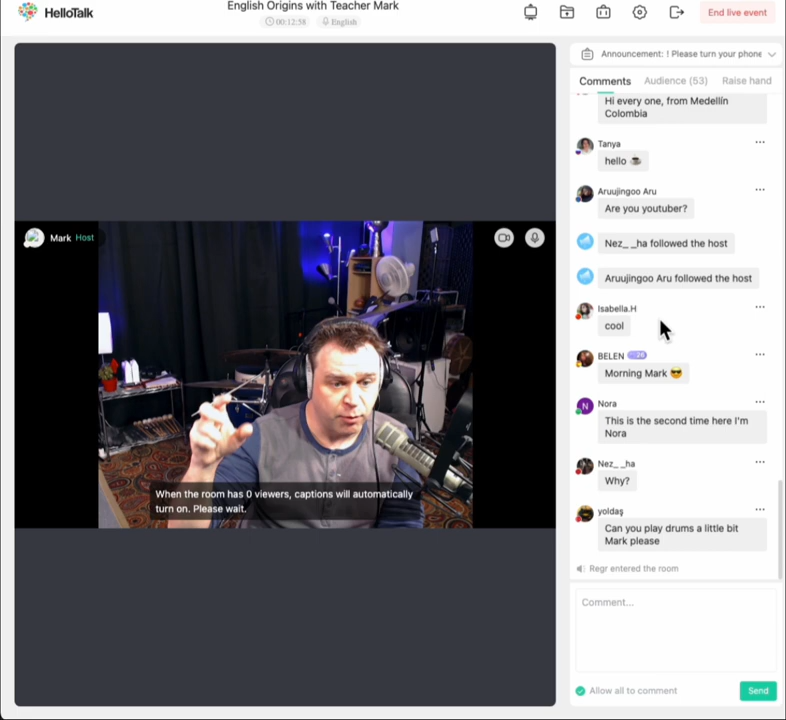 HelloTalk
English Origins with Teacher Mark
00:12:58
English
End live event
Announcement: ! Please turn your phone
Comments
Audience (53)
Raise hand
Hi every one, from Medellín
Colombia
Tanya
hello ☕
Aruujingoo Aru
Are you youtuber?
Nez_ _ha followed the host
Aruujingoo Aru followed the host
Isabella.H
cool
BELEN 26
Morning Mark 😎
N
Nora
This is the second time here I'm
Nora
Nez_ _ha
Why?
yoldaş
Can you play drums a little bit
Mark please
Regr entered the room
Comment...
Allow all to comment
Send
Mark Host
When the room has 0 viewers, captions will automatically
turn on. Please wait.